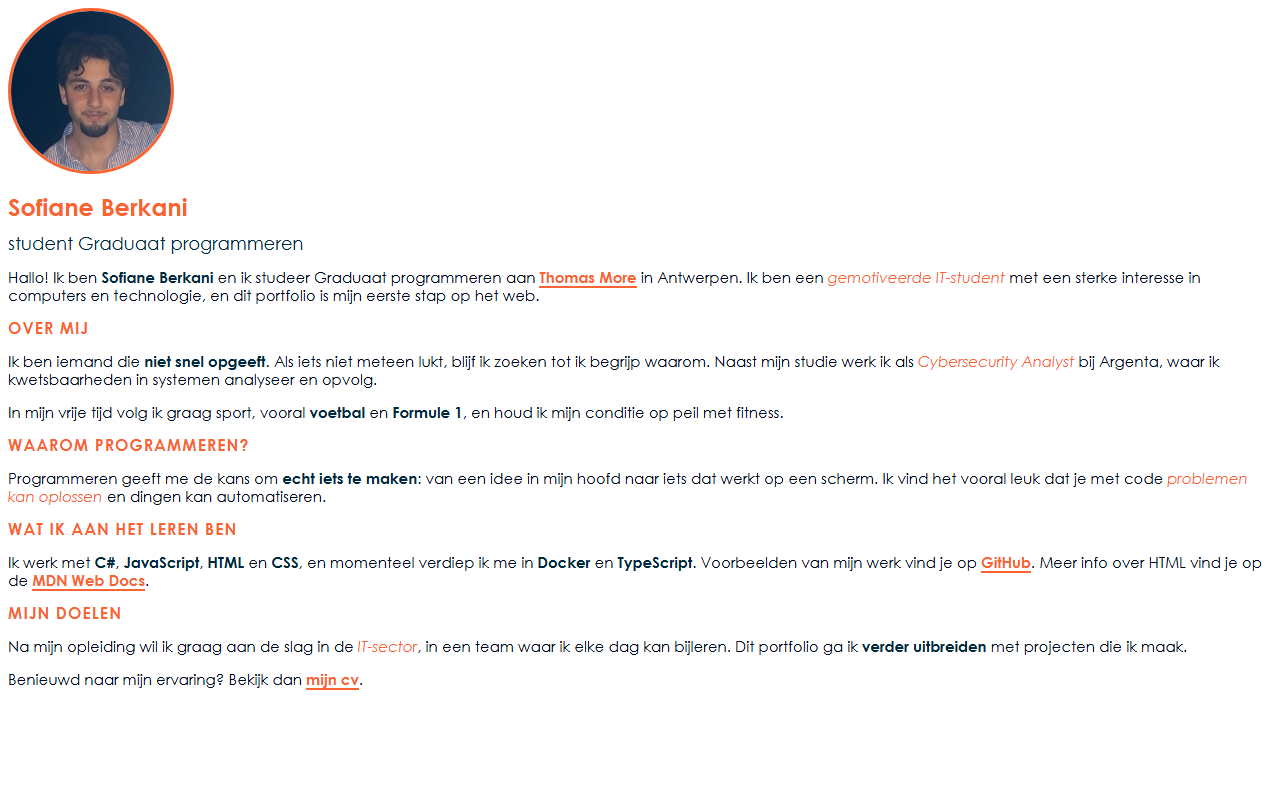 Sofiane Berkani
student Graduaat programmeren
Hallo! Ik ben Sofiane Berkani en ik studeer Graduaat programmeren aan Thomas More in Antwerpen. Ik ben een gemotiveerde IT-student met een sterke interesse in
computers en technologie, en dit portfolio is mijn eerste stap op het web.
OVER MIJ
Ik ben iemand die niet snel opgeeft. Als iets niet meteen lukt, blijf ik zoeken tot ik begrijp waarom. Naast mijn studie werk ik als Cybersecurity Analyst bij Argenta, waar ik
kwetsbaarheden in systemen analyseer en opvolg.
In mijn vrije tijd volg ik graag sport, vooral voetbal en Formule 1, en houd ik mijn conditie op peil met fitness.
WAAROM PROGRAMMEREN?
Programmeren geeft me de kans om echt iets te maken: van een idee in mijn hoofd naar iets dat werkt op een scherm. Ik vind het vooral leuk dat je met code problemen
kan oplossen en dingen kan automatiseren.
WAT IK AAN HET LEREN BEN
Ik werk met C#, JavaScript, HTML en CSS, en momenteel verdiep ik me in Docker en TypeScript. Voorbeelden van mijn werk vind je op GitHub. Meer info over HTML vind je op
de MDN Web Docs.
MIJN DOELEN
Na mijn opleiding wil ik graag aan de slag in de IT-sector, in een team waar ik elke dag kan bijleren. Dit portfolio ga ik verder uitbreiden met projecten die ik maak.
Benieuwd naar mijn ervaring? Bekijk dan mijn cv.